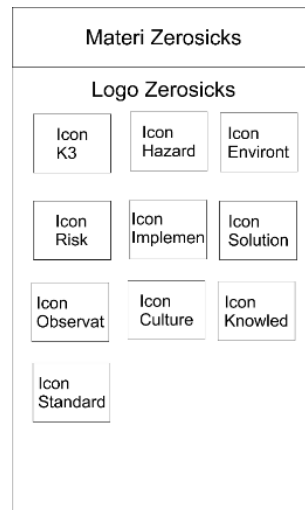 Materi Zerosicks
Logo Zerosicks
Icon
K3
Icon
Hazard
Icon
Environt
Icon
Risk
Icon
Implemen
Icon
Solution
Icon
Observat
Icon
Culture
Icon
Knowled
Icon
Standard